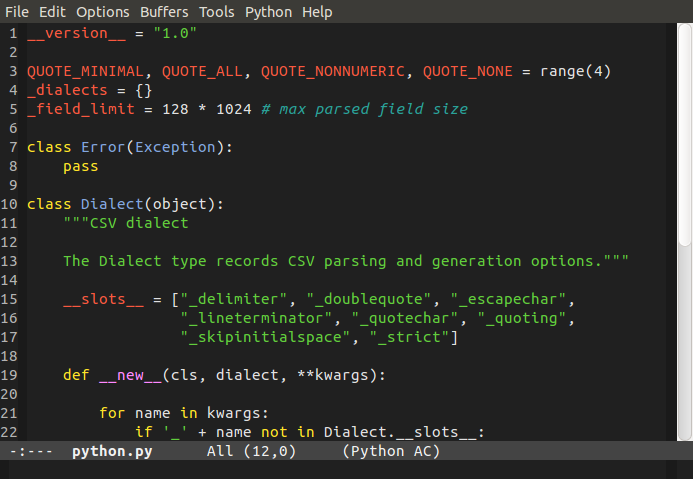 File Edit Options Buffers Tools Python Help
1 __version__ = "1.0"
2
3 QUOTE_MINIMAL, QUOTE_ALL, QUOTE_NONNUMERIC, QUOTE_NONE = range(4)
4 _dialects = {}
5 _field_limit = 128 * 1024 # max parsed field size
6
7 class Error(Exception):
8     pass
9
10 class Dialect(object):
11     """CSV dialect
12
13     The Dialect type records CSV parsing and generation options."""
14
15     __slots__ = ["_delimiter", "_doublequote", "_escapechar",
16                  "_lineterminator", "_quotechar", "_quoting",
17                  "_skipinitialspace", "_strict"]
18
19     def __new__(cls, dialect, **kwargs):
20
21         for name in kwargs:
22             if '_' + name not in Dialect.__slots__:
-:---  python.py      All (12,0)     (Python AC)